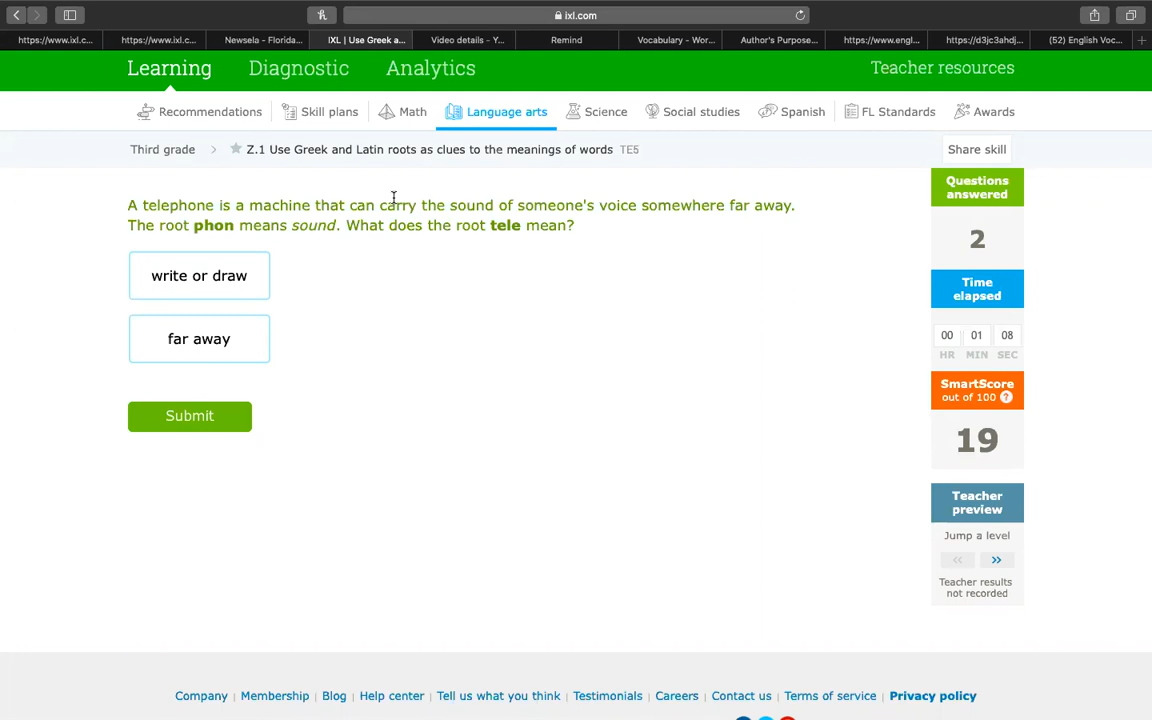 ixl.com
https://www.ixl.c...
https://www.ixl.c...
Newsela - Florida...
IXL | Use Greek a...
Video details - Y...
Remind
Vocabulary - Wor...
Author's Purpose...
https://www.engl...
https://d3jc3ahdj...
(52) English Voc...
Learning
Diagnostic
Analytics
Teacher resources
Recommendations
Skill plans
Math
Language arts
Science
Social studies
Spanish
FL Standards
Awards
Third grade > Z.1 Use Greek and Latin roots as clues to the meanings of words TE5
Share skill
A telephone is a machine that can carry the sound of someone's voice somewhere far away.
The root phon means sound. What does the root tele mean?
write or draw
far away
Submit
Questions
answered
2
Time
elapsed
00 01 08
HR MIN SEC
SmartScore
out of 100 ?
19
Teacher
preview
Jump a level
Teacher results
not recorded
Company | Membership | Blog | Help center | Tell us what you think | Testimonials | Careers | Contact us | Terms of service | Privacy policy